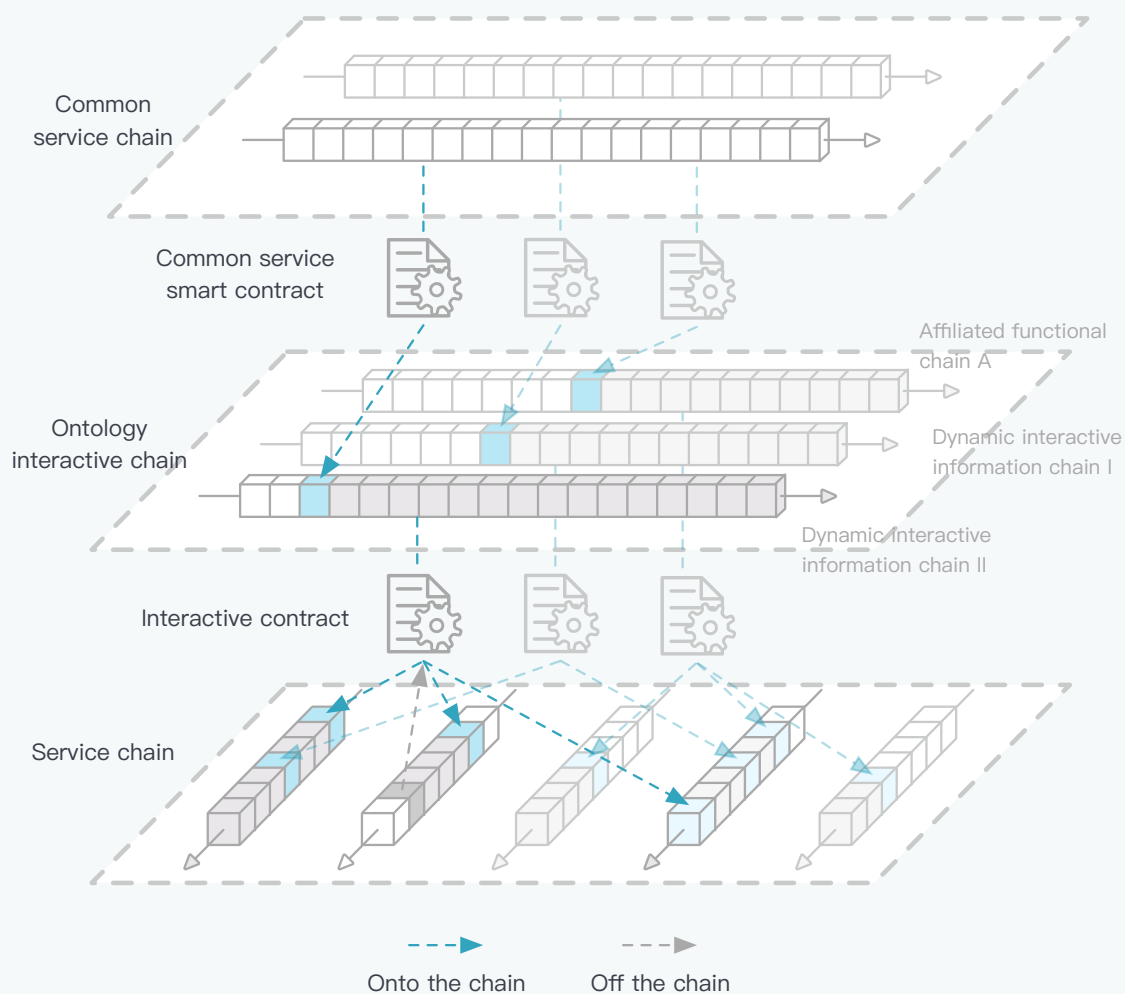 Common
service chain
Common service
smart contract
Affiliated functional
chain A
Ontology
interactive chain
Dynamic interactive
information chain I
Dynamic interactive
information chain II
Interactive contract
Service chain
Onto the chain
Off the chain